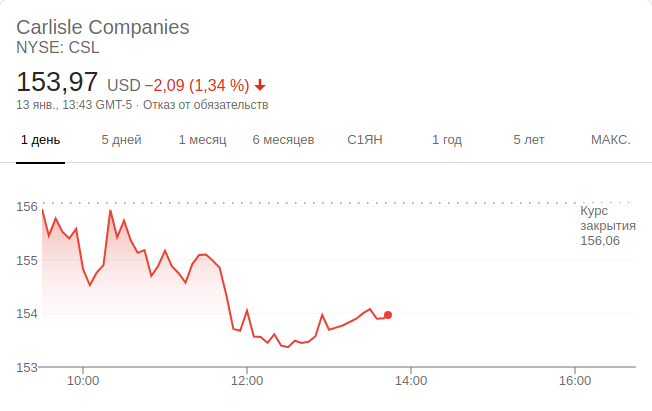 Carlisle Companies
NYSE: CSL
153,97 USD −2,09 (1,34 %)
13 янв., 13:43 GMT-5 · Отказ от обязательств
1 день 5 дней 1 месяц 6 месяцев С1ЯН 1 год 5 лет МАКС.
156
Курс
закрытия
156,06
155
154
153
10:00 12:00 14:00 16:00